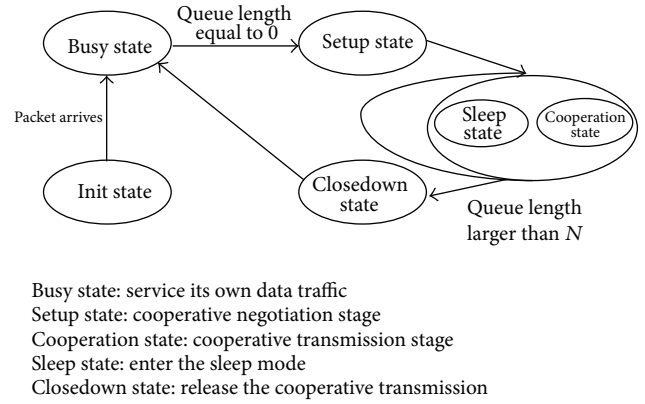 Queue length
equal to 0
Busy state
Setup state
Packet arrives
Sleep
state
Cooperation
state
Init state
Closedown
state
Queue length
larger than N
Busy state: service its own data traffic
Setup state: cooperative negotiation stage
Cooperation state: cooperative transmission stage
Sleep state: enter the sleep mode
Closedown state: release the cooperative transmission